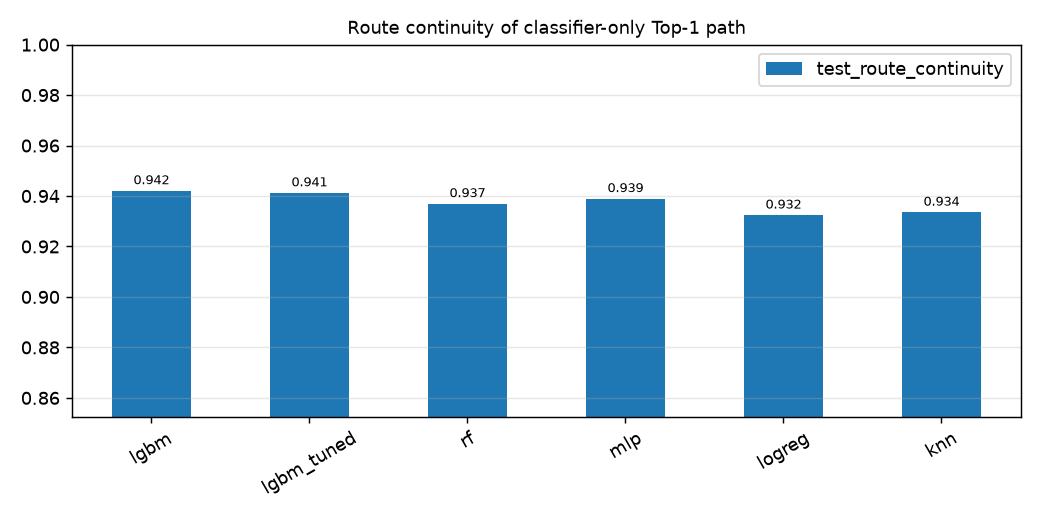 Route continuity of classifier-only Top-1 path
1.00
0.98
0.96
0.94
0.92
0.90
0.88
0.86
test_route_continuity
0.942
0.941
0.937
0.939
0.932
0.934
lgbm
lgbm_tuned
rf
mlp
logreg
knn